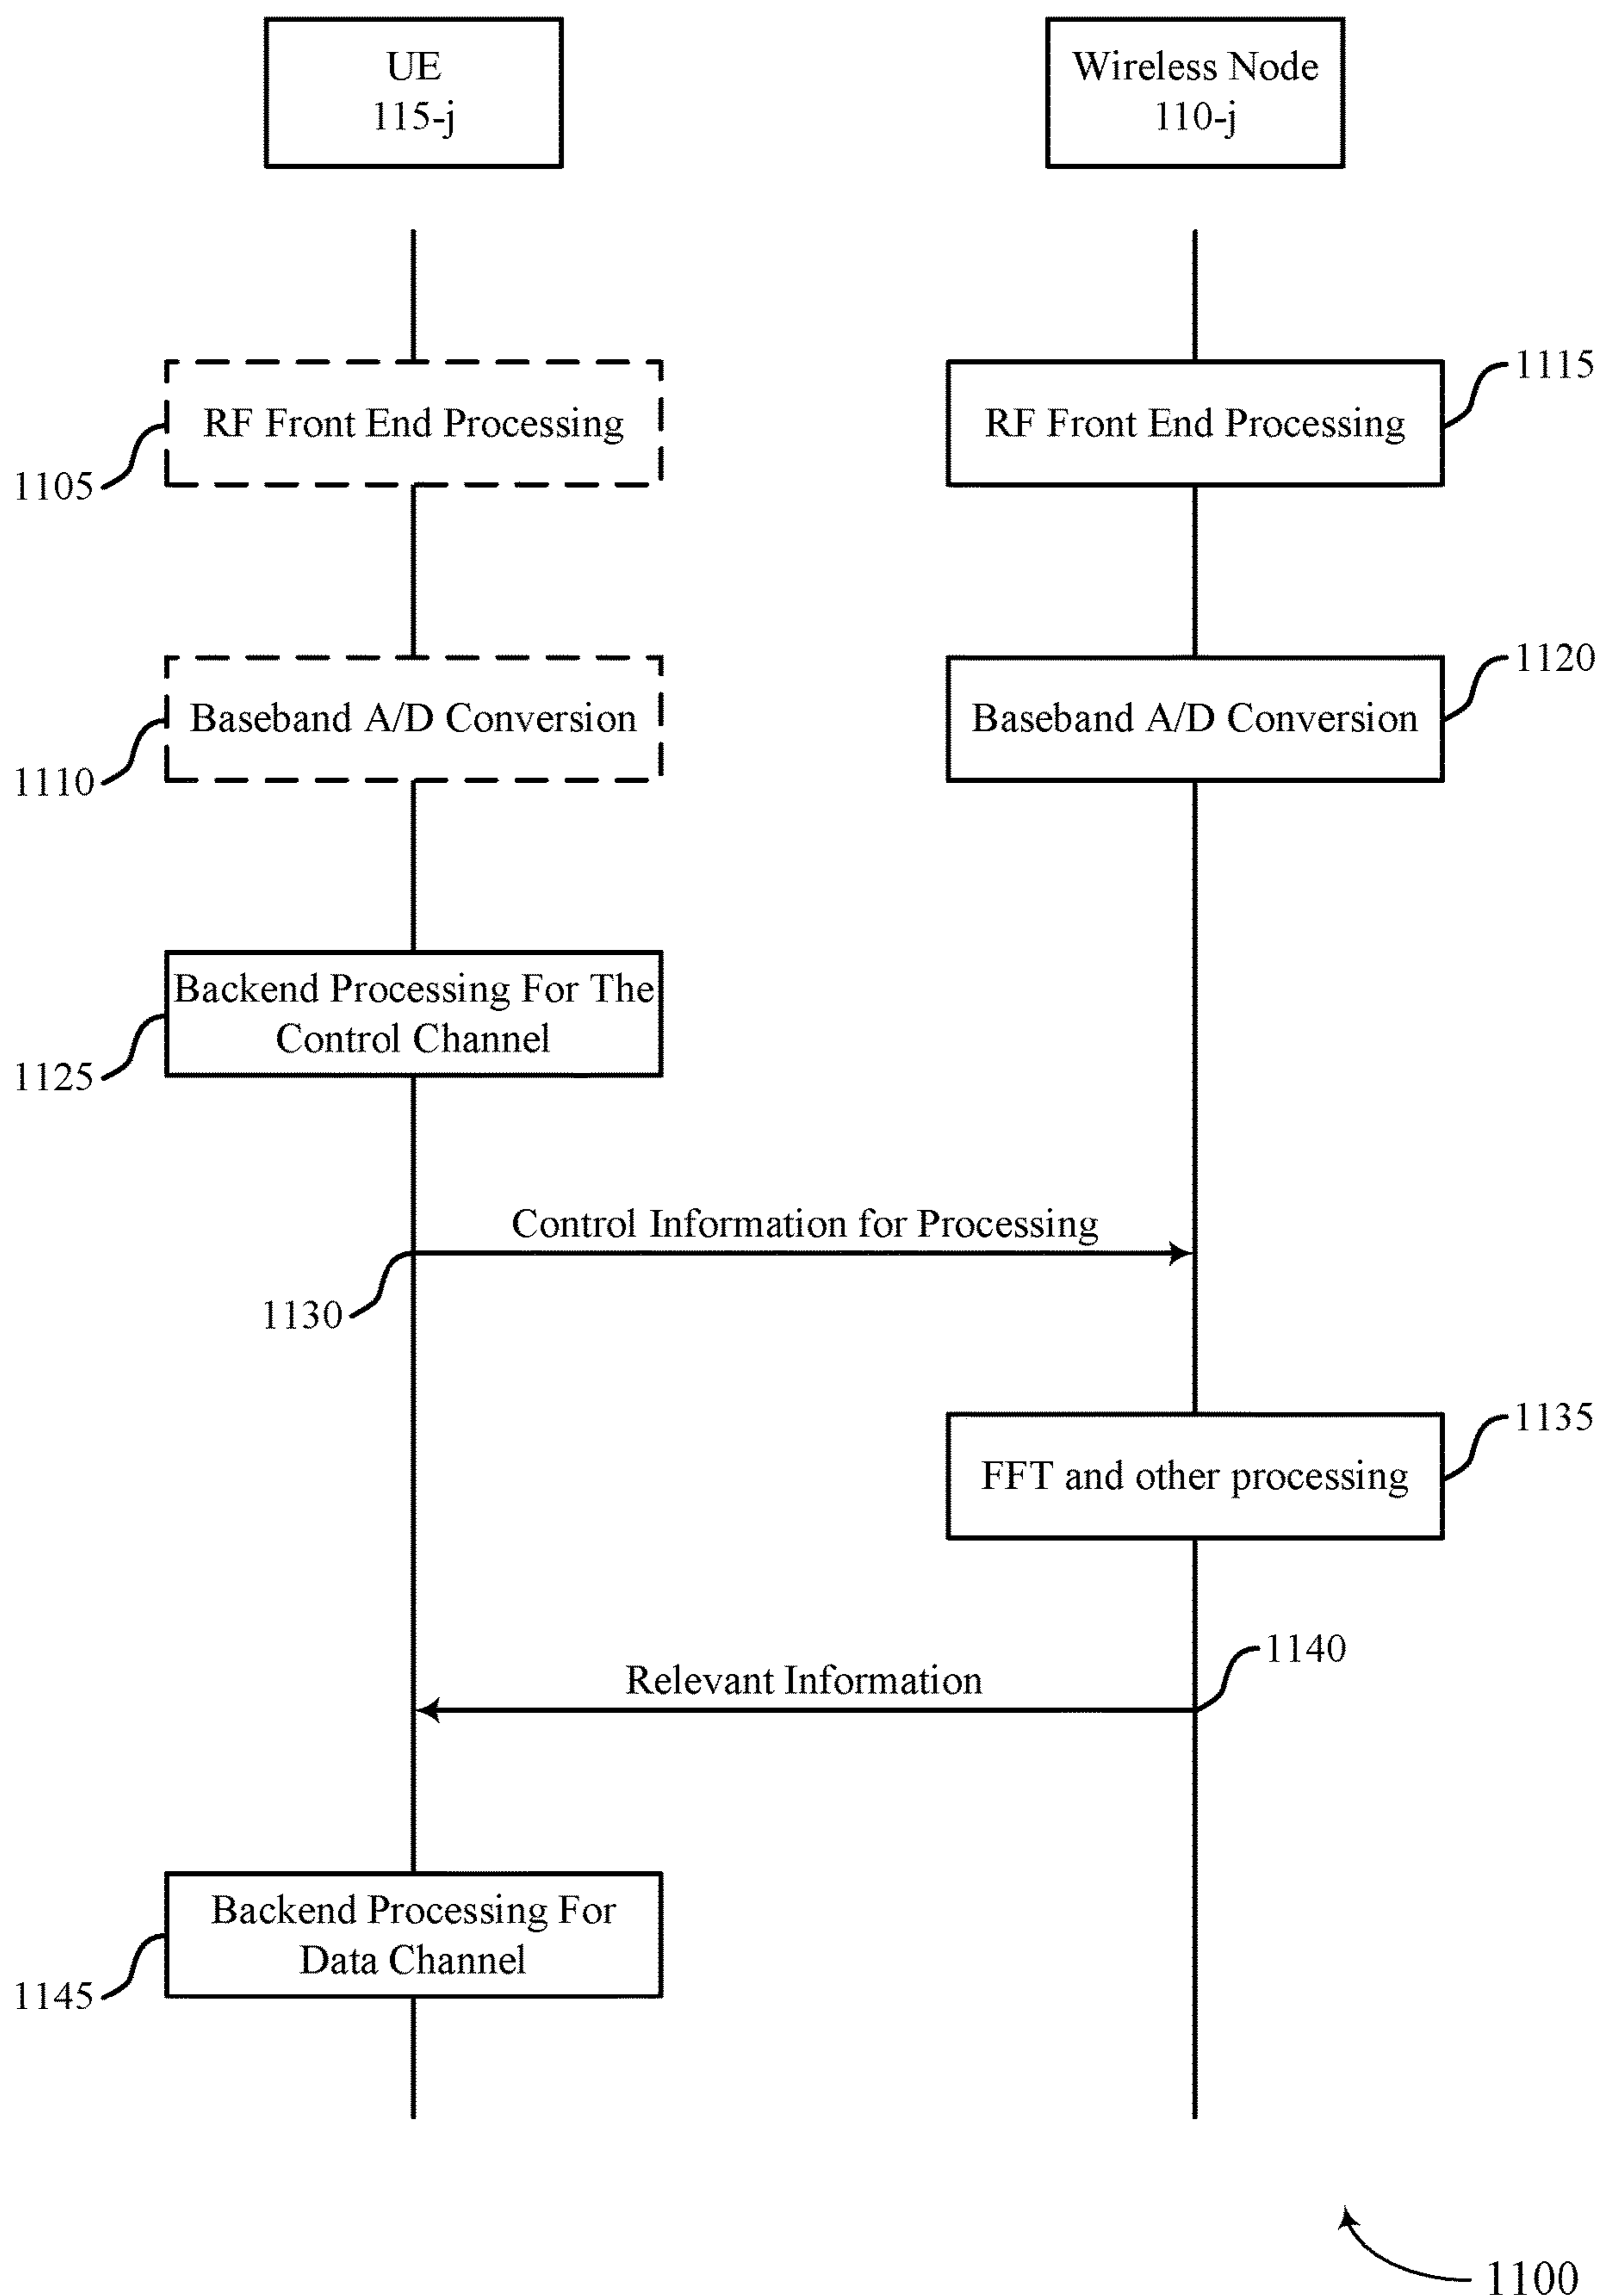 UE
115-j
Wireless Node
110-j
1115
RF Front End Processing
RF Front End Processing
1105
1120
Baseband A/D Conversion
Baseband A/D Conversion
1110
Backend Processing For The
Control Channel
1125
Control Information for Processing
1130
1135
FFT and other processing
1140
Relevant Information
Backend Processing For
Data Channel
1145
1100